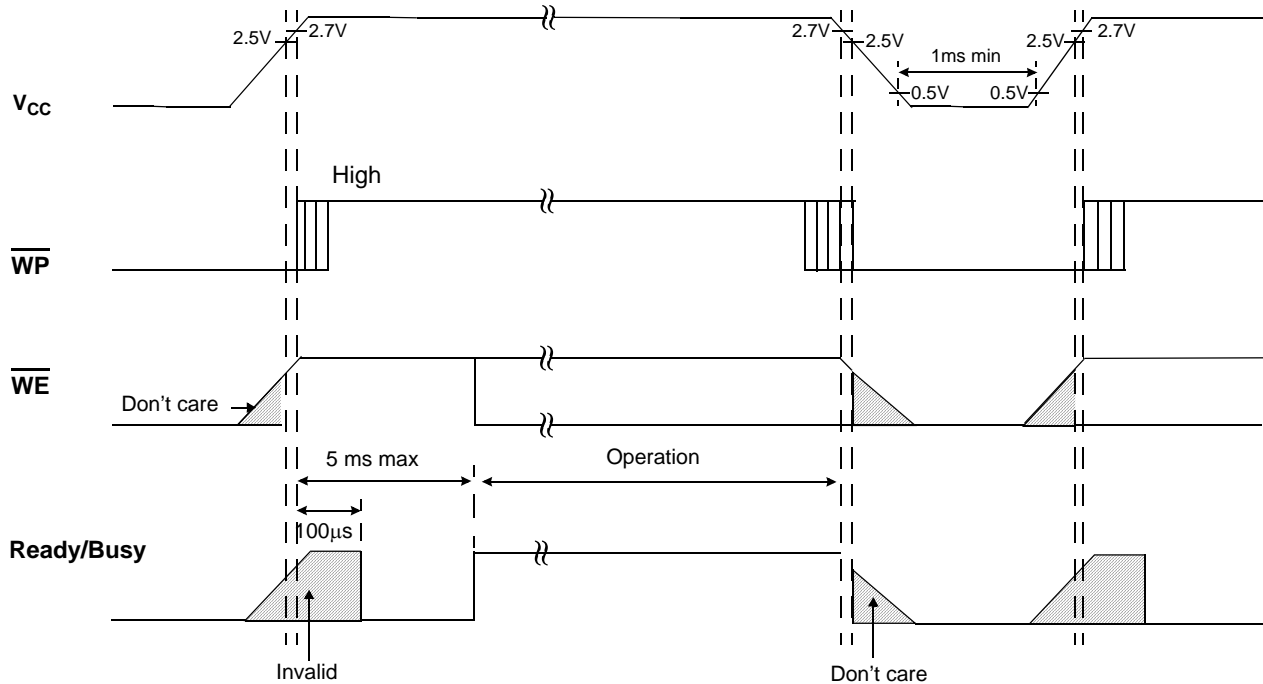 2.5V
2.7V
2.7V
2.5V
1ms min
2.5V
2.7V
0.5V
0.5V
VCC
High
WP
WE
Don't care
5 ms max
Operation
100μs
Ready/Busy
Invalid
Don't care